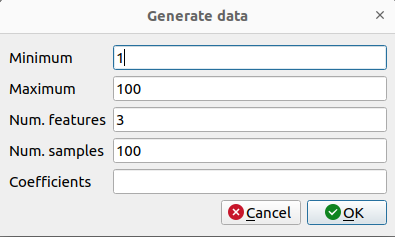 Generate data
Minimum 1
Maximum 100
Num. features 3
Num. samples 100
Coefficients
Cancel OK